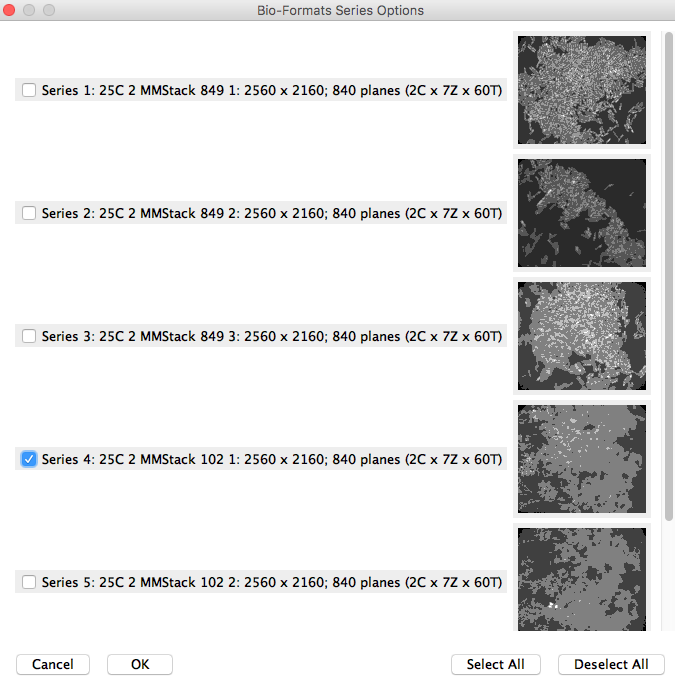 Bio-Formats Series Options
Series 1: 25C 2 MMStack 849 1: 2560 x 2160; 840 planes (2C x 7Z x 60T)
Series 2: 25C 2 MMStack 849 2: 2560 x 2160; 840 planes (2C x 7Z x 60T)
Series 3: 25C 2 MMStack 849 3: 2560 x 2160; 840 planes (2C x 7Z x 60T)
Series 4: 25C 2 MMStack 102 1: 2560 x 2160; 840 planes (2C x 7Z x 60T)
Series 5: 25C 2 MMStack 102 2: 2560 x 2160; 840 planes (2C x 7Z x 60T)
Cancel OK Select All Deselect All